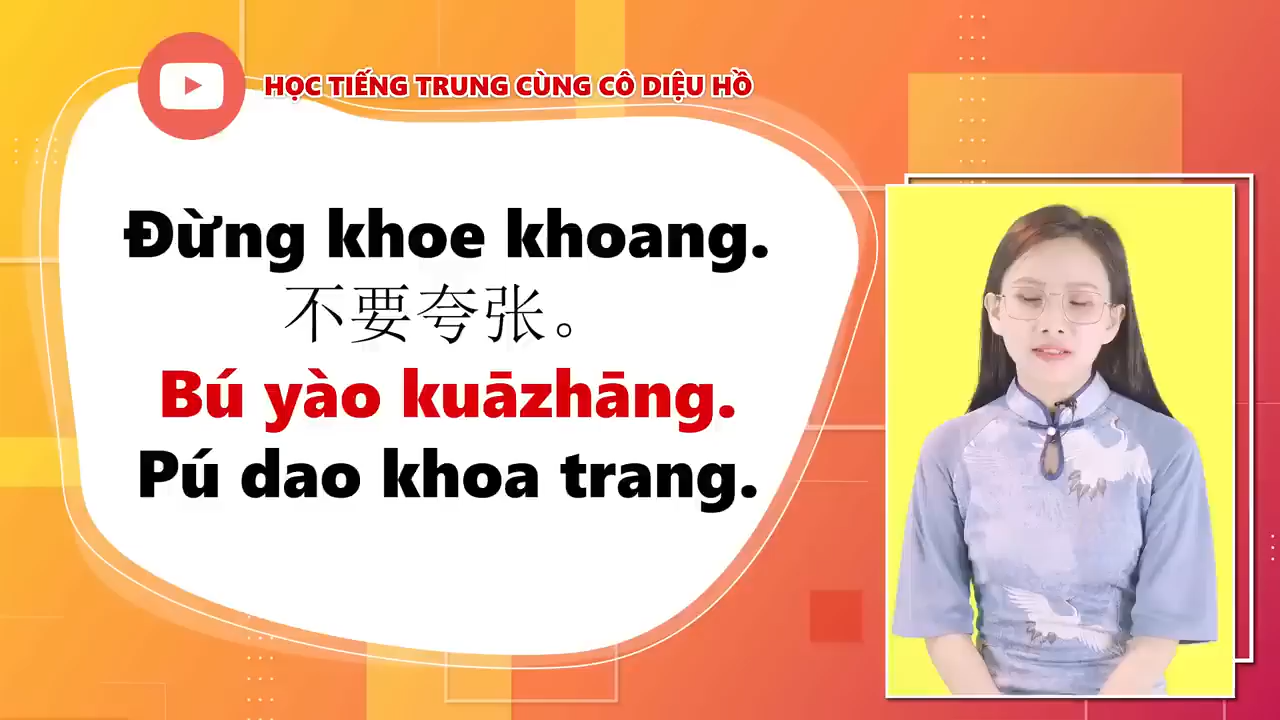 HỌC TIẾNG TRUNG CÙNG CÔ DIỆU HỒ
Đừng khoe khoang.
不要夸张。
Bú yào kuāzhāng.
Pú dao khoa trang.